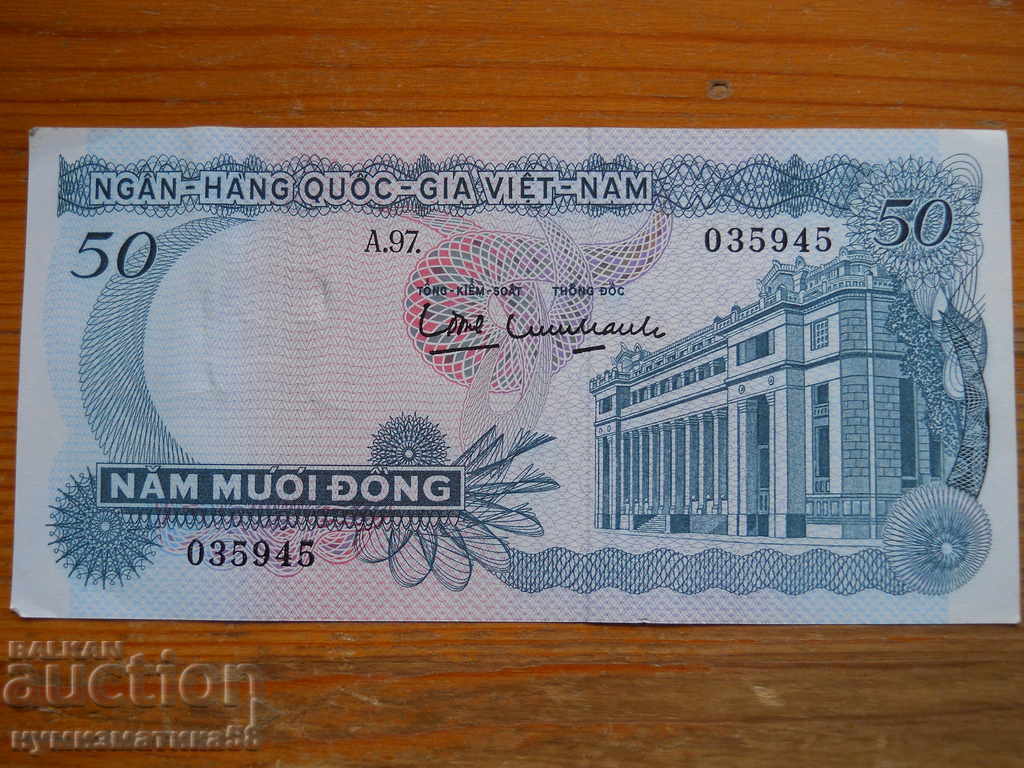 NGÂN-HÀNG QUỐC-GIA VIỆT-NAM
50
A.97.
035945
50
TỔNG-KIỂM-SOÁT THỐNG ĐỐC
NĂM MƯƠI ĐỒNG
035945
BALKAN
auction
нумизматика58